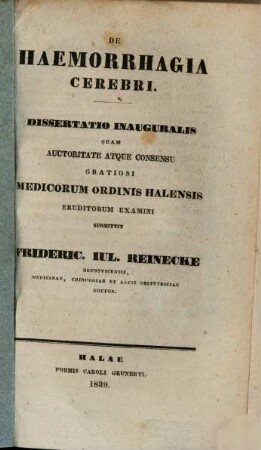 DE
HAEMORRHAGIA
CEREBRI.
DISSERTATIO INAUGURALIS
QUAM
AUCTORITATE ATQUE CONSENSU
GRATIOSI
MEDICORUM ORDINIS HALENSIS
ERUDITORUM EXAMINI
SUBMITTIT
FRIDERIC. IUL. REINECKE
BRUNSVICENSIS,
MEDICINAE, CHIRURGIAE ET ARTIS OBSTETRICIAE
DOCTOR.
HALAE
FORMIS CAROLI GRUNERTI.
1839.